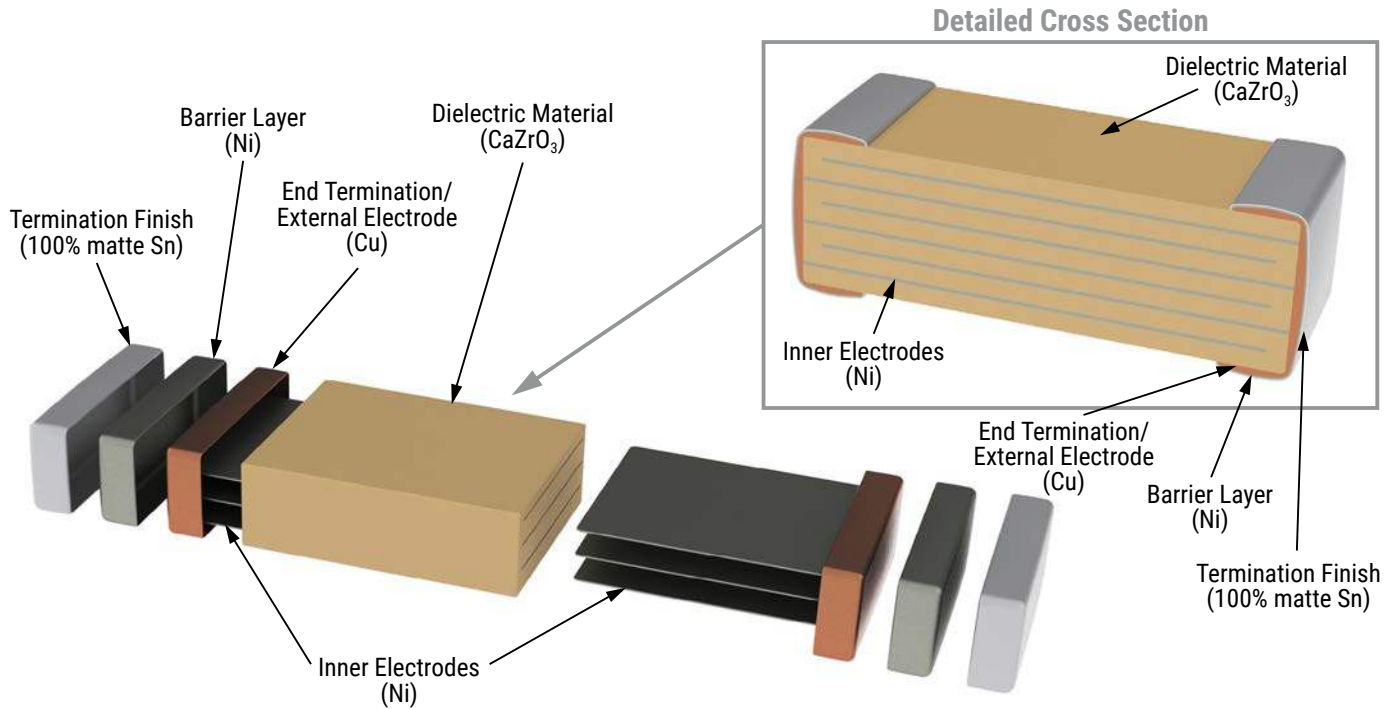 Detailed Cross Section
Dielectric Material
(CaZrO₃)
Barrier Layer
(Ni)
Dielectric Material
(CaZrO₃)
End Termination/
External Electrode
(Cu)
Termination Finish
(100% matte Sn)
Inner Electrodes
(Ni)
End Termination/
External Electrode
(Cu)
Barrier Layer
(Ni)
Termination Finish
(100% matte Sn)
Inner Electrodes
(Ni)